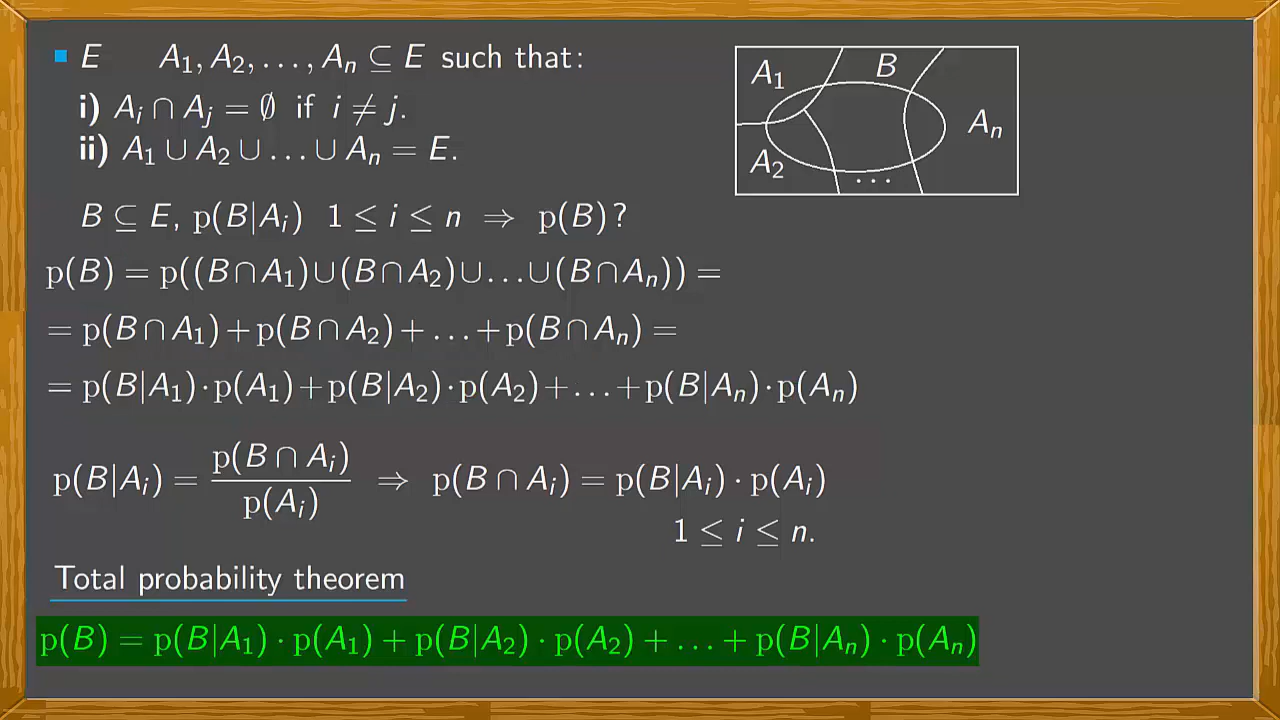 E A₁, A₂, …, Aₙ ⊆ E such that:
i) Aᵢ ∩ Aⱼ = ∅ if i ≠ j.
ii) A₁ ∪ A₂ ∪ … ∪ Aₙ = E.
A₁ B
Aₙ
A₂ …
B ⊆ E, p(B|Aᵢ) 1 ≤ i ≤ n ⇒ p(B)?
p(B) = p((B∩A₁)∪(B∩A₂)∪…∪(B∩Aₙ)) =
= p(B∩A₁)+p(B∩A₂)+…+p(B∩Aₙ) =
= p(B|A₁)·p(A₁)+p(B|A₂)·p(A₂)+…+p(B|Aₙ)·p(Aₙ)
p(B|Aᵢ) = p(B ∩ Aᵢ) / p(Aᵢ) ⇒ p(B ∩ Aᵢ) = p(B|Aᵢ) · p(Aᵢ)
1 ≤ i ≤ n.
Total probability theorem
p(B) = p(B|A₁) · p(A₁) + p(B|A₂) · p(A₂) + … + p(B|Aₙ) · p(Aₙ)